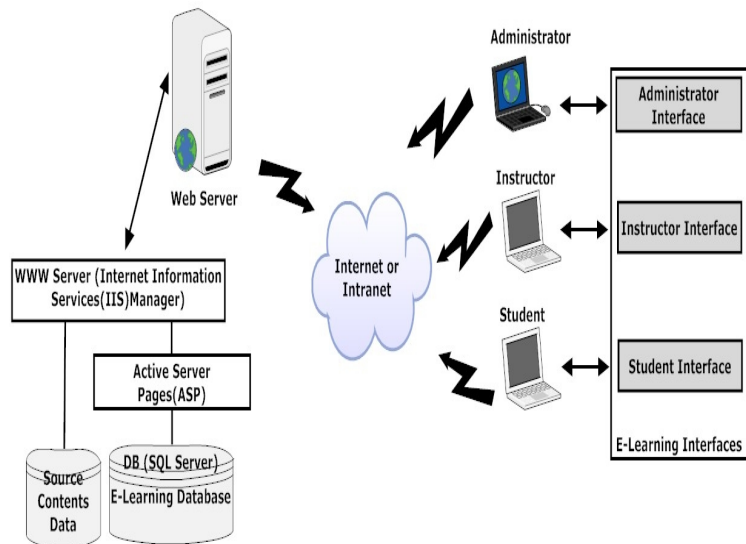 Administrator
Administrator
Interface
Web Server
Instructor
Instructor Interface
Internet or
Intranet
WWW Server (Internet Information
Services(IIS)Manager)
Student
Student Interface
Active Server
Pages(ASP)
E-Learning Interfaces
DB (SQL Server)
E-Learning Database
Source
Contents
Data